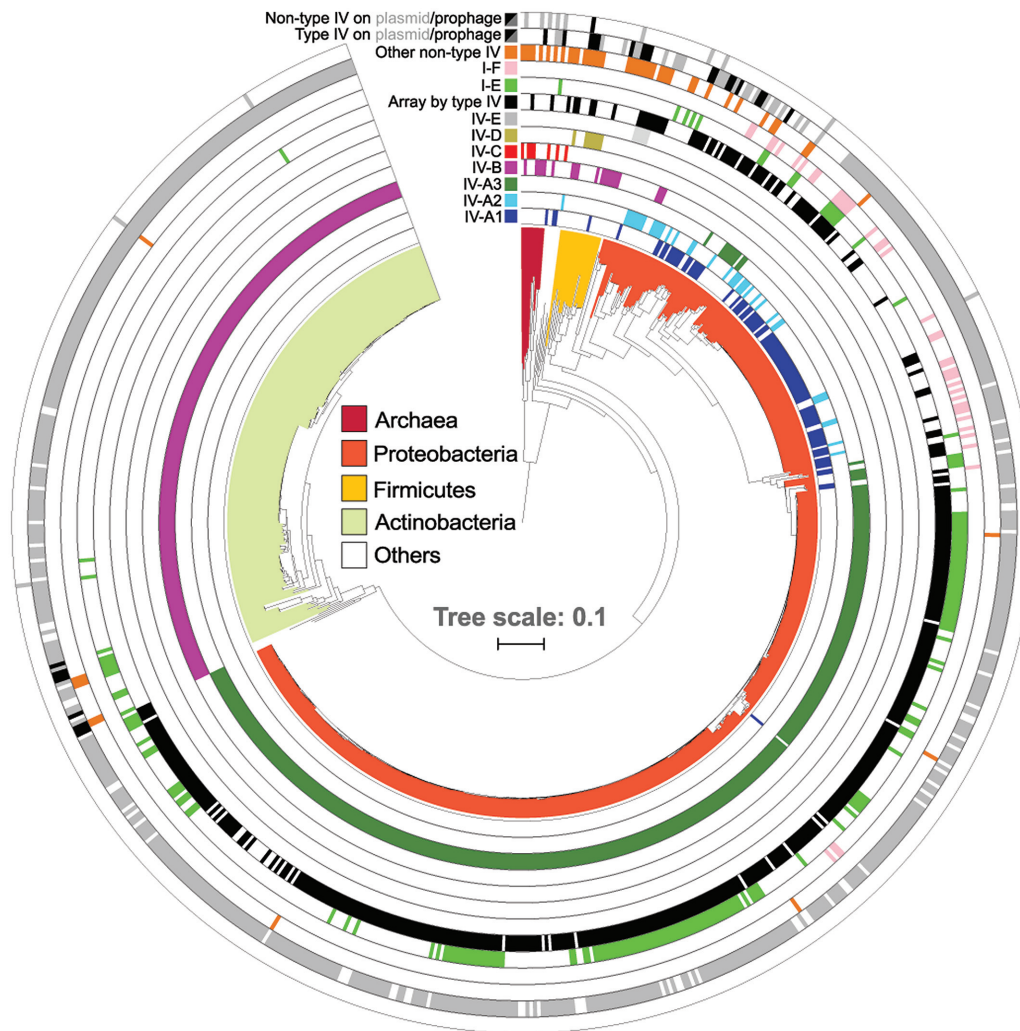 Non-type IV on plasmid/prophage
Type IV on plasmid/prophage
Other non-type IV
I-F
I-E
Array by type IV
IV-E
IV-D
IV-C
IV-B
IV-A3
IV-A2
IV-A1
Archaea
Proteobacteria
Firmicutes
Actinobacteria
Others
Tree scale: 0.1